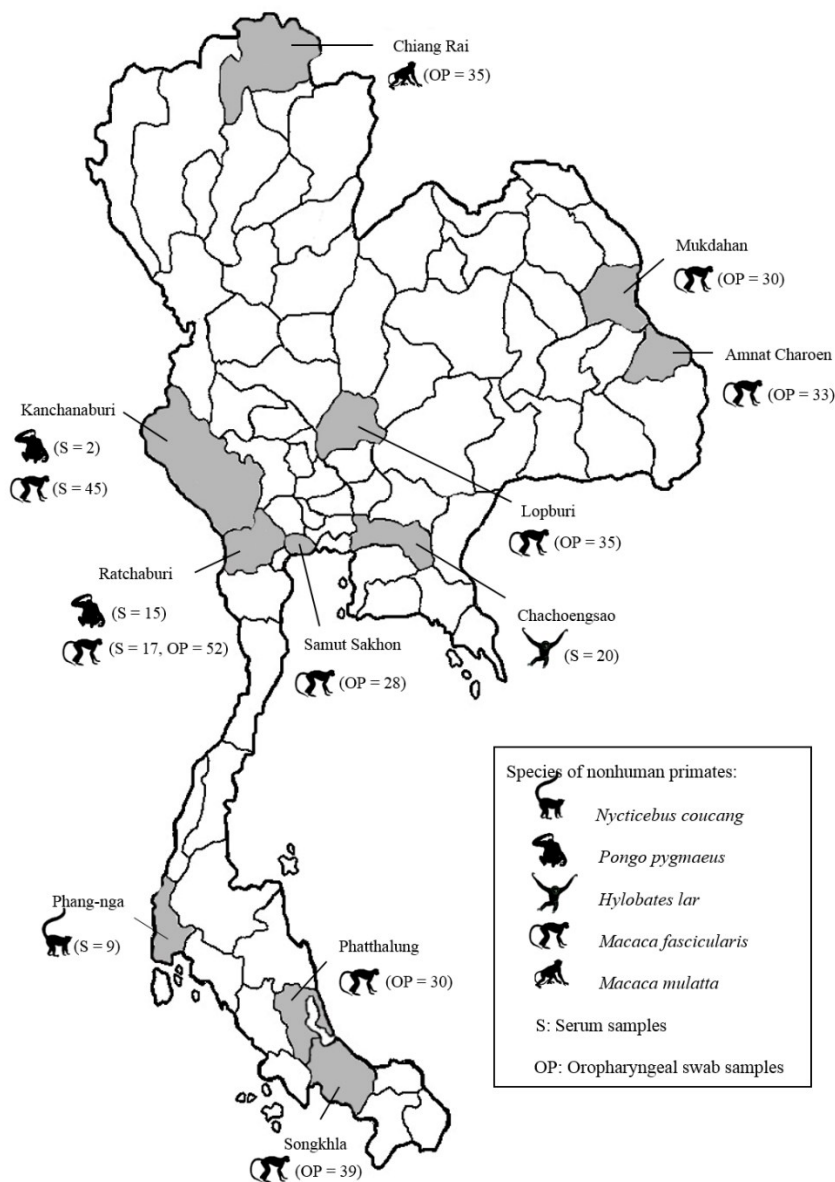 Chiang Rai
(OP = 35)
Mukdahan
(OP = 30)
Amnat Charoen
(OP = 33)
Kanchanaburi
(S = 2)
(S = 45)
Lopburi
(OP = 35)
Ratchaburi
(S = 15)
(S = 17, OP = 52)
Samut Sakhon
(OP = 28)
Chachoengsao
(S = 20)
Species of nonhuman primates:
Nycticebus coucang
Pongo pygmaeus
Hylobates lar
Macaca fascicularis
Macaca mulatta
S: Serum samples
OP: Oropharyngeal swab samples
Phang-nga
(S = 9)
Phatthalung
(OP = 30)
Songkhla
(OP = 39)